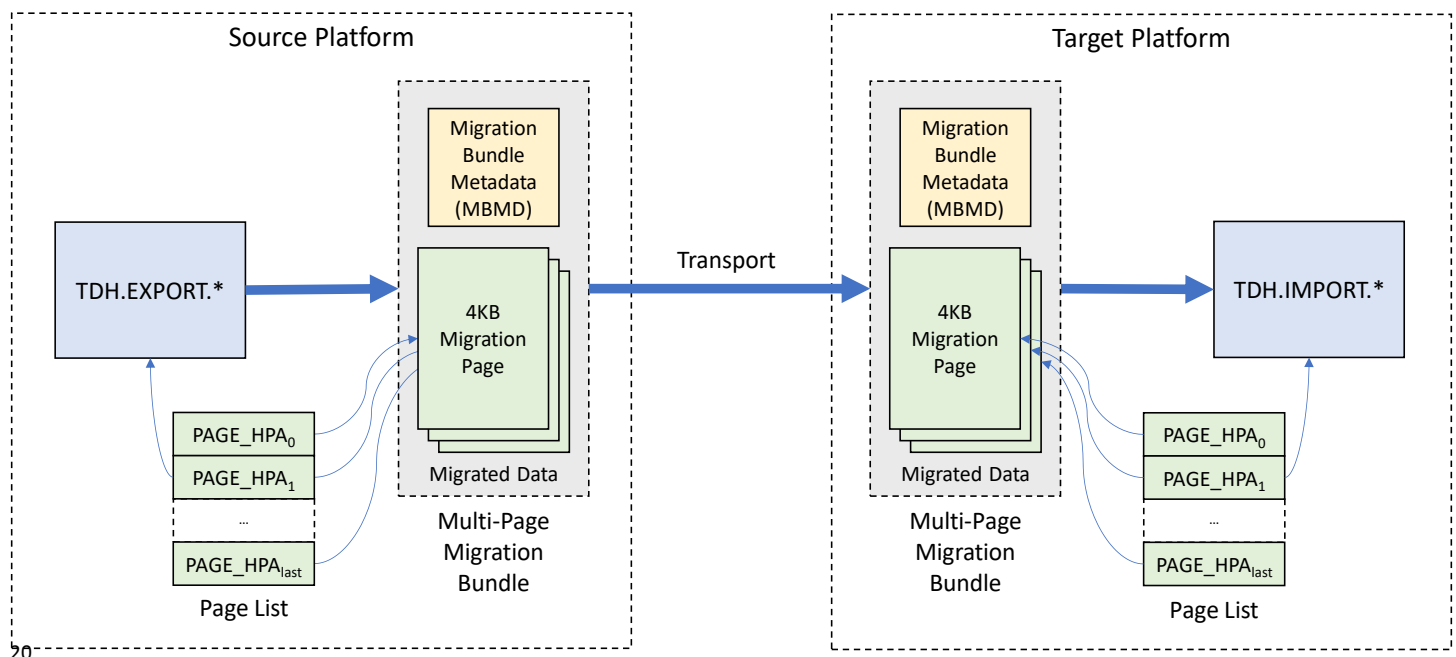 Source Platform
Migration
Bundle
Metadata
(MBMD)
TDH.EXPORT.*
4KB
Migration
Page
Migrated Data
PAGE_HPA0
PAGE_HPA1
...
PAGE_HPAlast
Page List
Multi-Page
Migration
Bundle
Transport
Target Platform
Migration
Bundle
Metadata
(MBMD)
4KB
Migration
Page
Migrated Data
TDH.IMPORT.*
Multi-Page
Migration
Bundle
PAGE_HPA0
PAGE_HPA1
...
PAGE_HPAlast
Page List
20